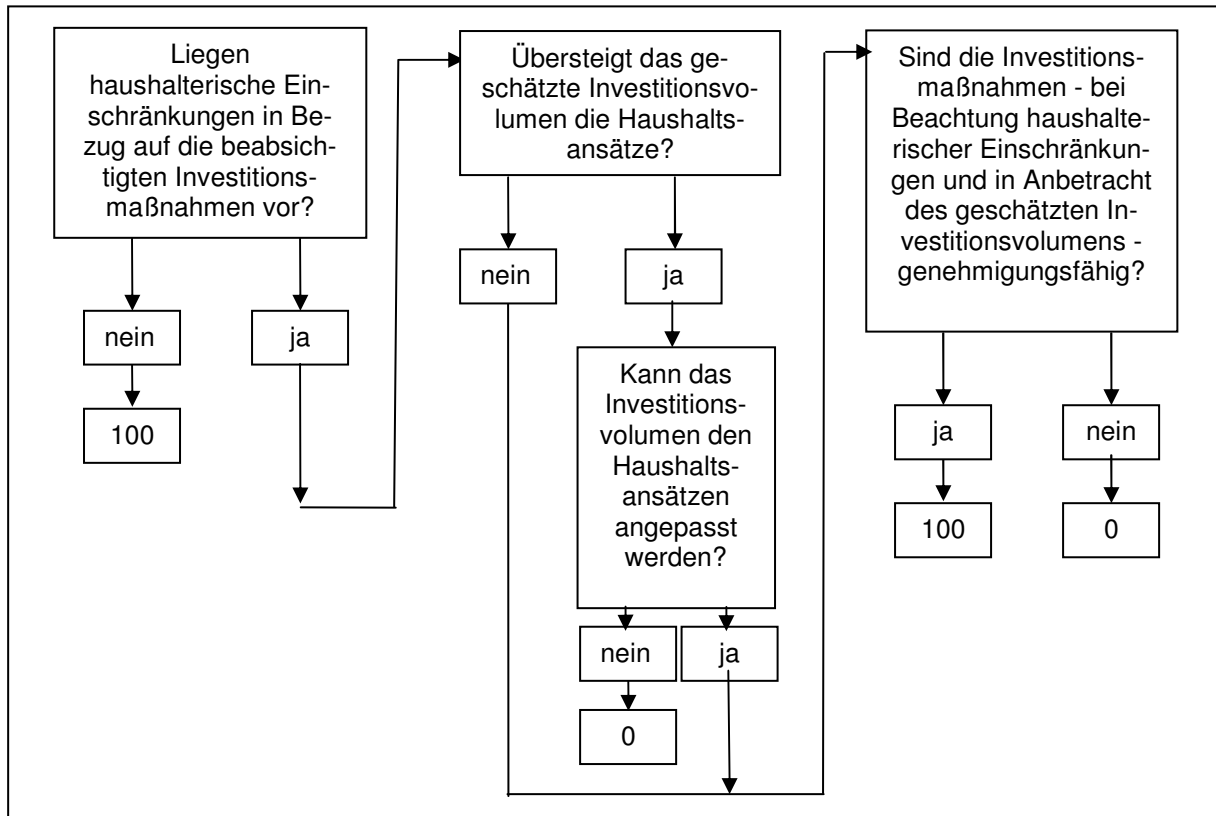 Liegen
haushalterische Ein-
schränkungen in Be-
zug auf die beabsich-
tigten Investitions-
maßnahmen vor?
nein
ja
100
Übersteigt das ge-
schätzte Investitionsvo-
lumen die Haushalts-
ansätze?
nein
ja
Kann das
Investitions-
volumen den
Haushalts-
ansätzen
angepasst
werden?
nein
ja
0
Sind die Investitions-
maßnahmen - bei
Beachtung haushalte-
rischer Einschränkun-
gen und in Anbetracht
des geschätzten In-
vestitionsvolumens -
genehmigungsfähig?
ja
nein
100
0